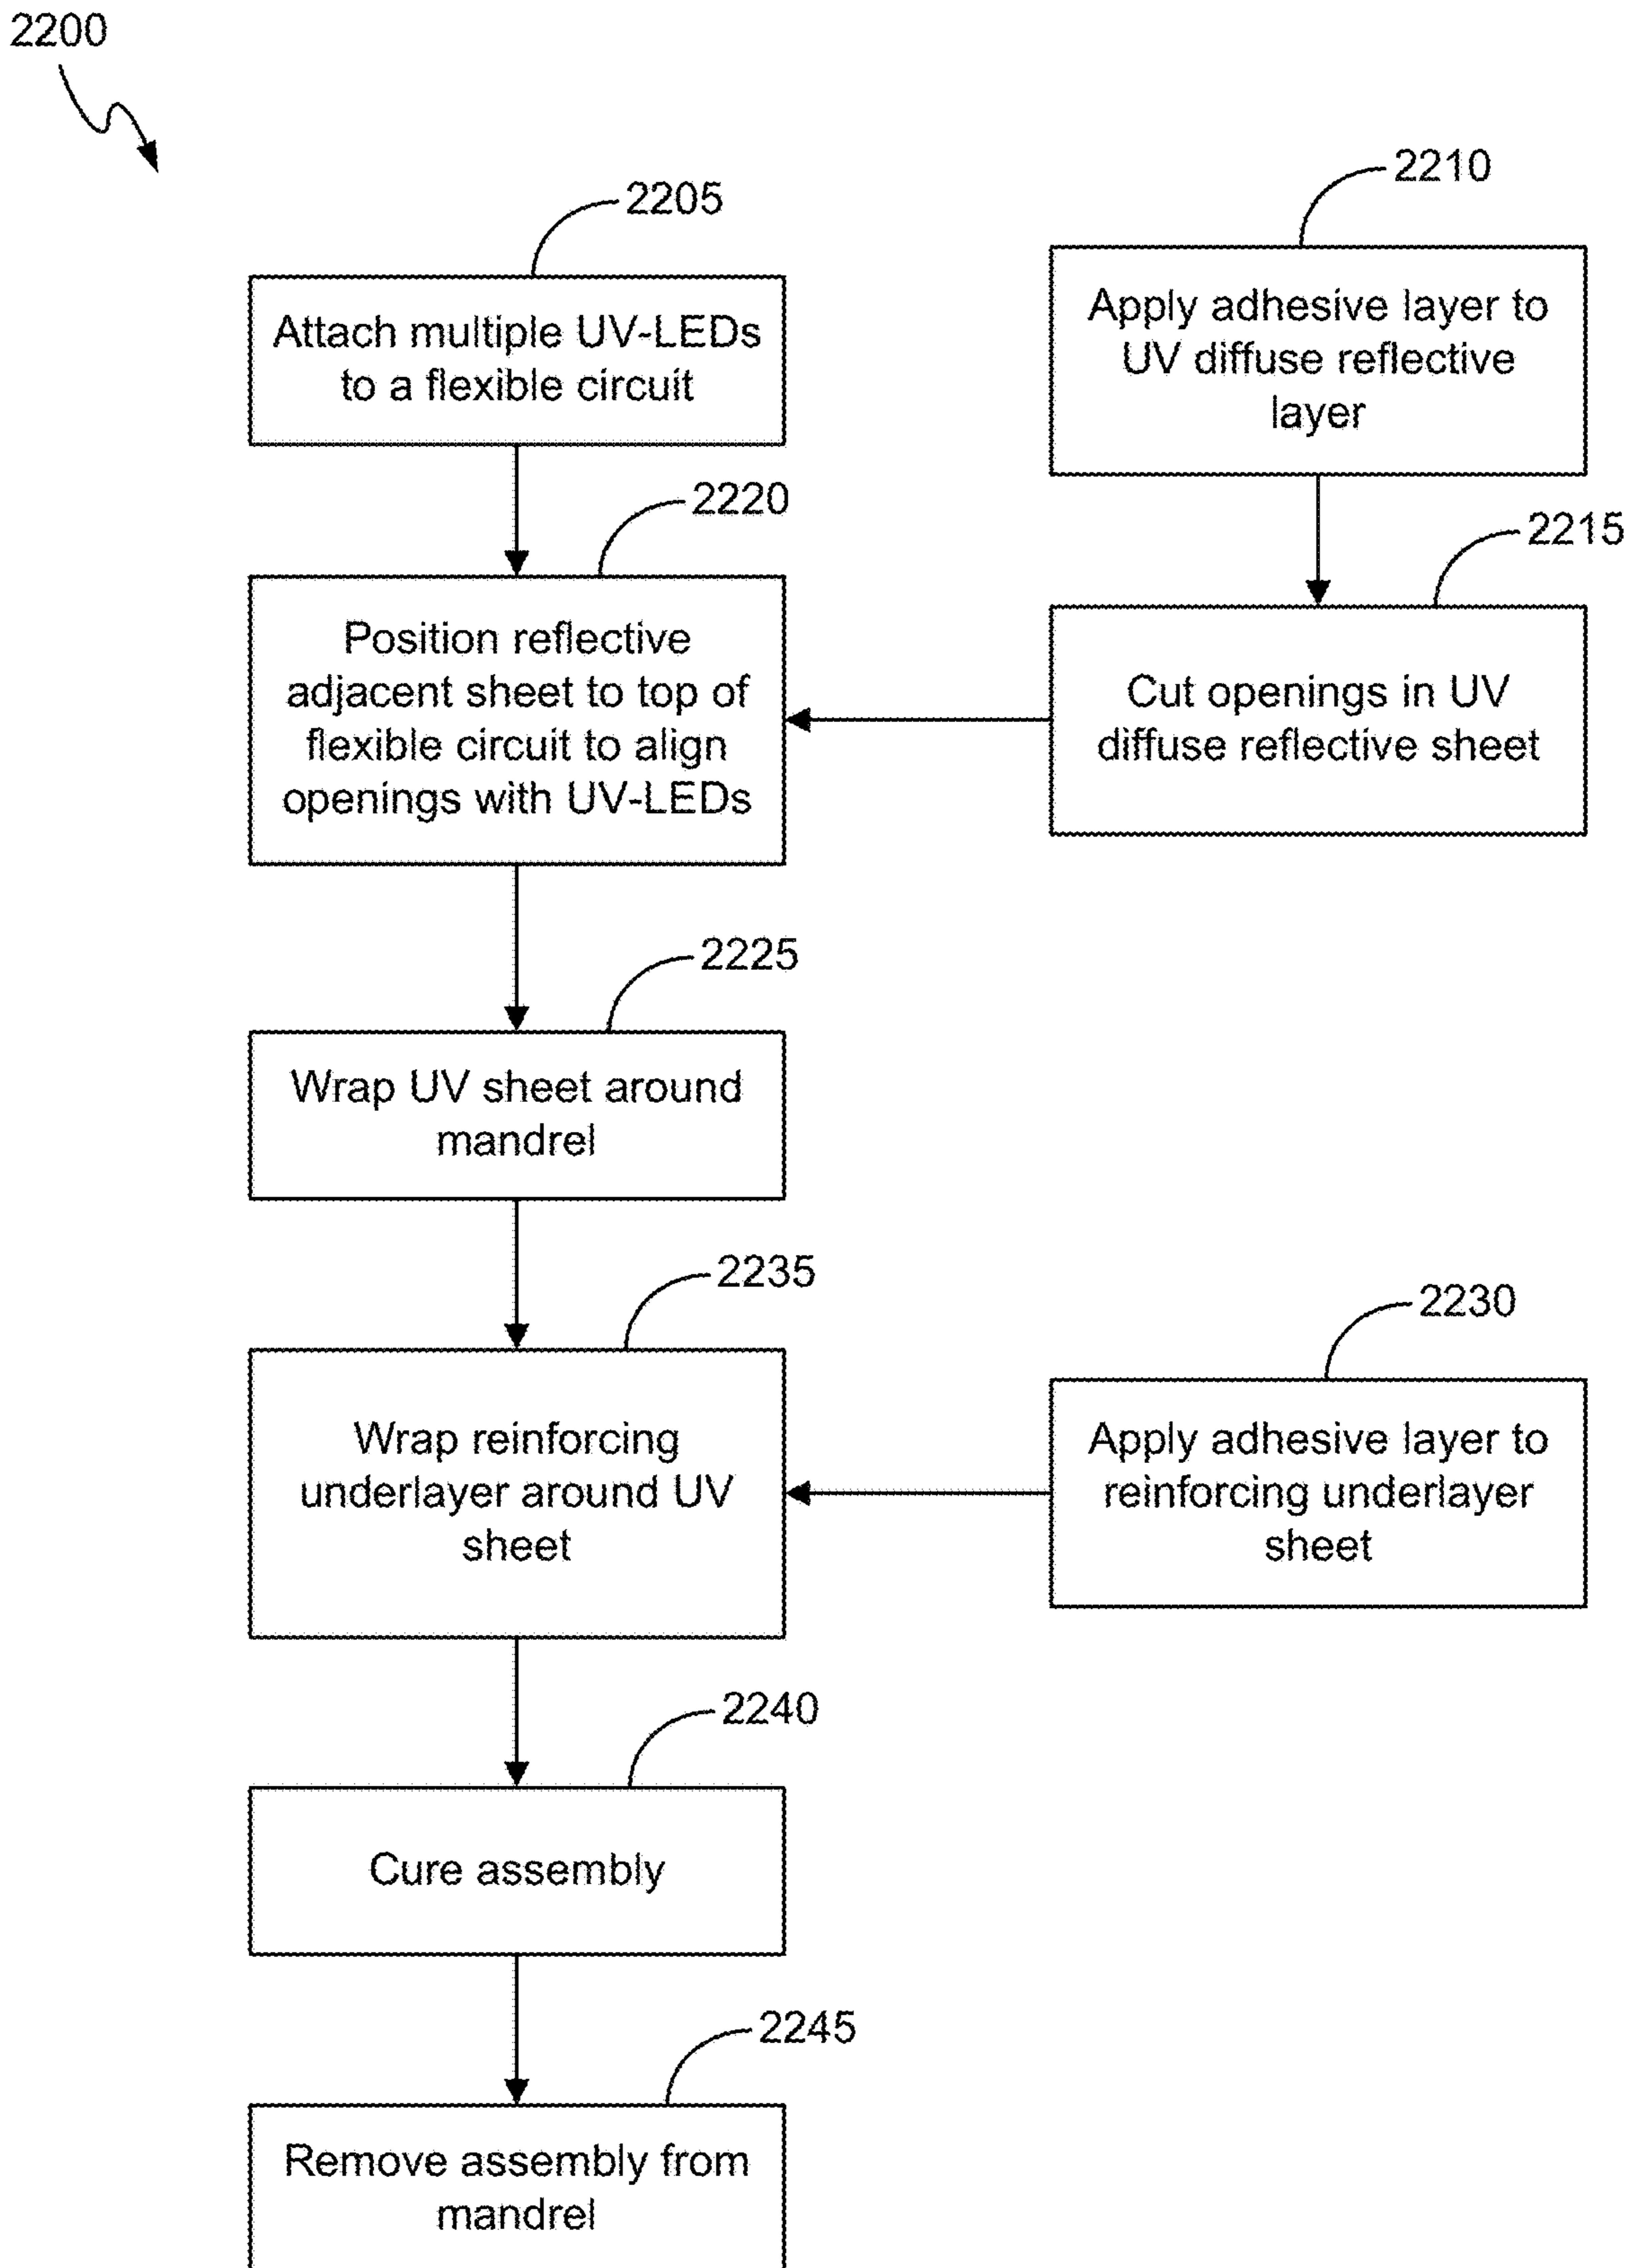 2200
2205
Attach multiple UV-LEDs
to a flexible circuit
2210
Apply adhesive layer to
UV diffuse reflective
layer
2220
Position reflective
adjacent sheet to top of
flexible circuit to align
openings with UV-LEDs
2215
Cut openings in UV
diffuse reflective sheet
2225
Wrap UV sheet around
mandrel
2235
Wrap reinforcing
underlayer around UV
sheet
2230
Apply adhesive layer to
reinforcing underlayer
sheet
2240
Cure assembly
2245
Remove assembly from
mandrel